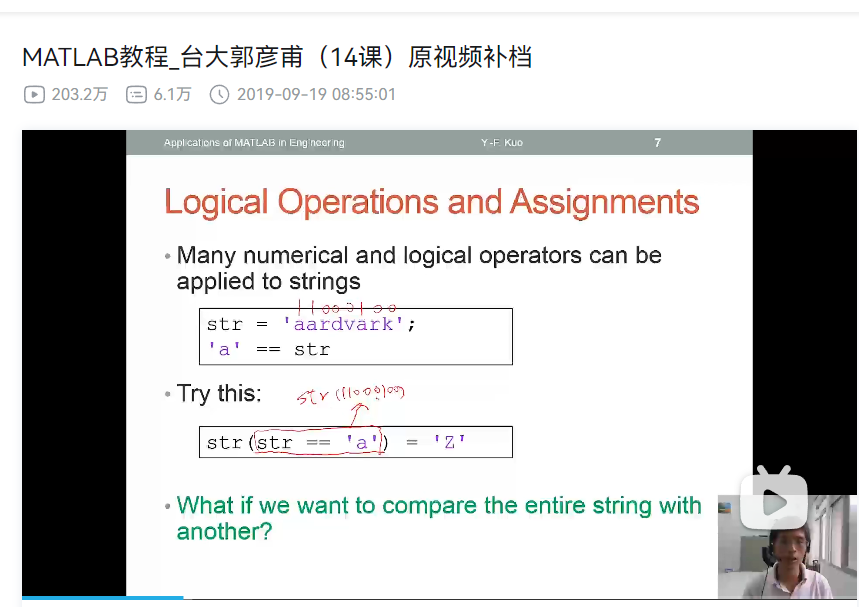 MATLAB教程_台大郭彦甫（14课）原视频补档
203.2万 6.1万 2019-09-19 08:55:01
Applications of MATLAB in Engineering Y.-F. Kuo 7
Logical Operations and Assignments
• Many numerical and logical operators can be
applied to strings
11000100
str = 'aardvark';
'a' == str
• Try this:
str(11000100)
str(str == 'a') = 'Z'
• What if we want to compare the entire string with
another?